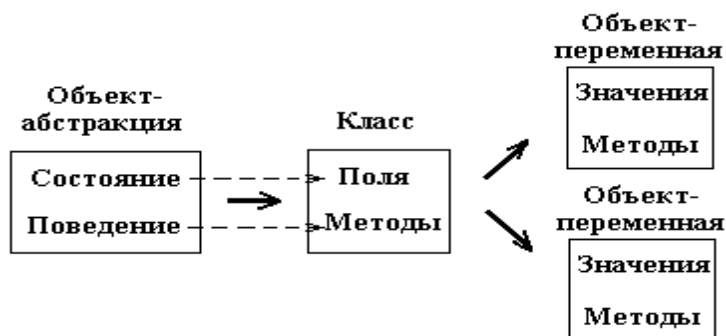 Объект-
абстракция
Состояние
Поведение
Класс
Поля
Методы
Объект-
переменная
Значения
Методы
Объект-
переменная
Значения
Методы